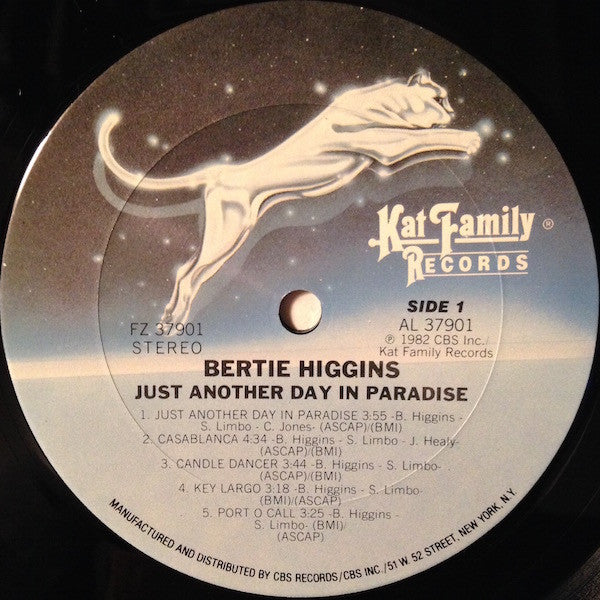 Kat Family ®
RECORDS
FZ 37901
STEREO
SIDE 1
AL 37901
℗ 1982 CBS Inc./
Kat Family Records
BERTIE HIGGINS
JUST ANOTHER DAY IN PARADISE
1. JUST ANOTHER DAY IN PARADISE 3:55 -B. Higgins -
S. Limbo - C. Jones- (ASCAP)/(BMI)
2. CASABLANCA 4:34 -B. Higgins - S. Limbo - J. Healy-
(ASCAP)/(BMI)
3. CANDLE DANCER 3:44 -B. Higgins - S. Limbo-
(ASCAP)/(BMI)
4. KEY LARGO 3:18 -B. Higgins - S. Limbo-
(BMI)/(ASCAP)
5. PORT O CALL 3:25 -B. Higgins -
S. Limbo- (BMI)/
(ASCAP)
MANUFACTURED AND DISTRIBUTED BY CBS RECORDS/CBS INC./51 W. 52 STREET, NEW YORK, N.Y.